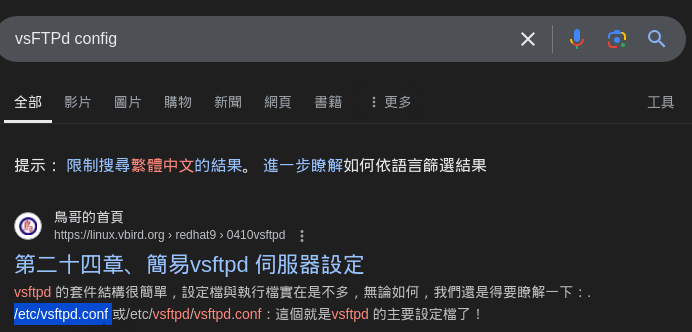 vsFTPd config
全部 影片 圖片 購物 新聞 網頁 書籍 更多 工具
提示： 限制搜尋繁體中文的結果。 進一步瞭解如何依語言篩選結果
鳥哥的首頁
https://linux.vbird.org › redhat9 › 0410vsftpd
第二十四章、簡易vsftpd 伺服器設定
vsftpd 的套件結構很簡單，設定檔與執行檔實在是不多，無論如何，我們還是得要瞭解一下：.
/etc/vsftpd.conf 或/etc/vsftpd/vsftpd.conf：這個就是vsftpd 的主要設定檔了！